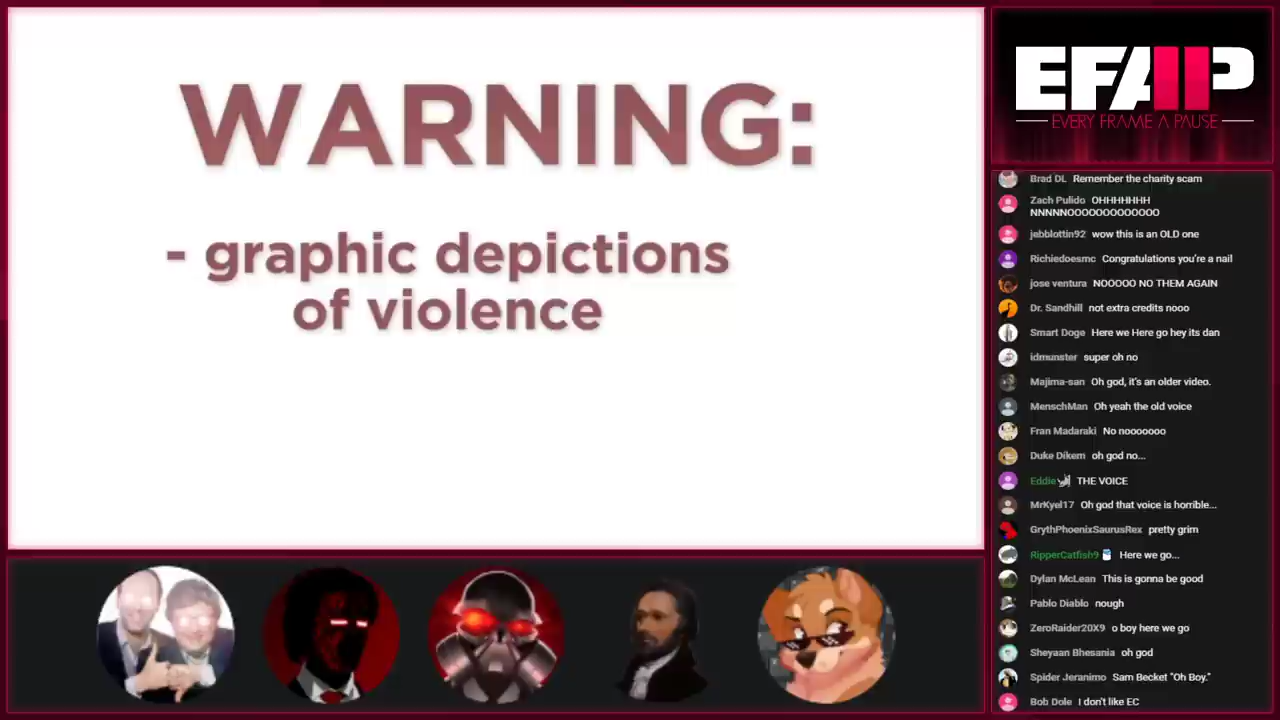 WARNING:
- graphic depictions
of violence
EFAP
EVERY FRAME A PAUSE
Brad DL Remember the charity scam
Zach Pulido OHHHHHHH
NNNNNOOOOOOOOOOOOO
jebblottin92 wow this is an OLD one
Richiedoesmc Congratulations you're a nail
jose ventura NOOOOO NO THEM AGAIN
Dr. Sandhill not extra credits nooo
Smart Doge Here we Here go hey its dan
idmunster super oh no
Majima-san Oh god, it's an older video.
MenschMan Oh yeah the old voice
Fran Madaraki No nooooooo
Duke Dikem oh god no...
Eddie THE VOICE
MrKyel17 Oh god that voice is horrible...
GrythPhoenixSaurusRex pretty grim
RipperCatfish9 Here we go...
Dylan McLean This is gonna be good
Pablo Diablo nough
ZeroRaider20X9 o boy here we go
Sheyaan Bhesania oh god
Spider Jeranimo Sam Becket "Oh Boy."
Bob Dole I don't like EC